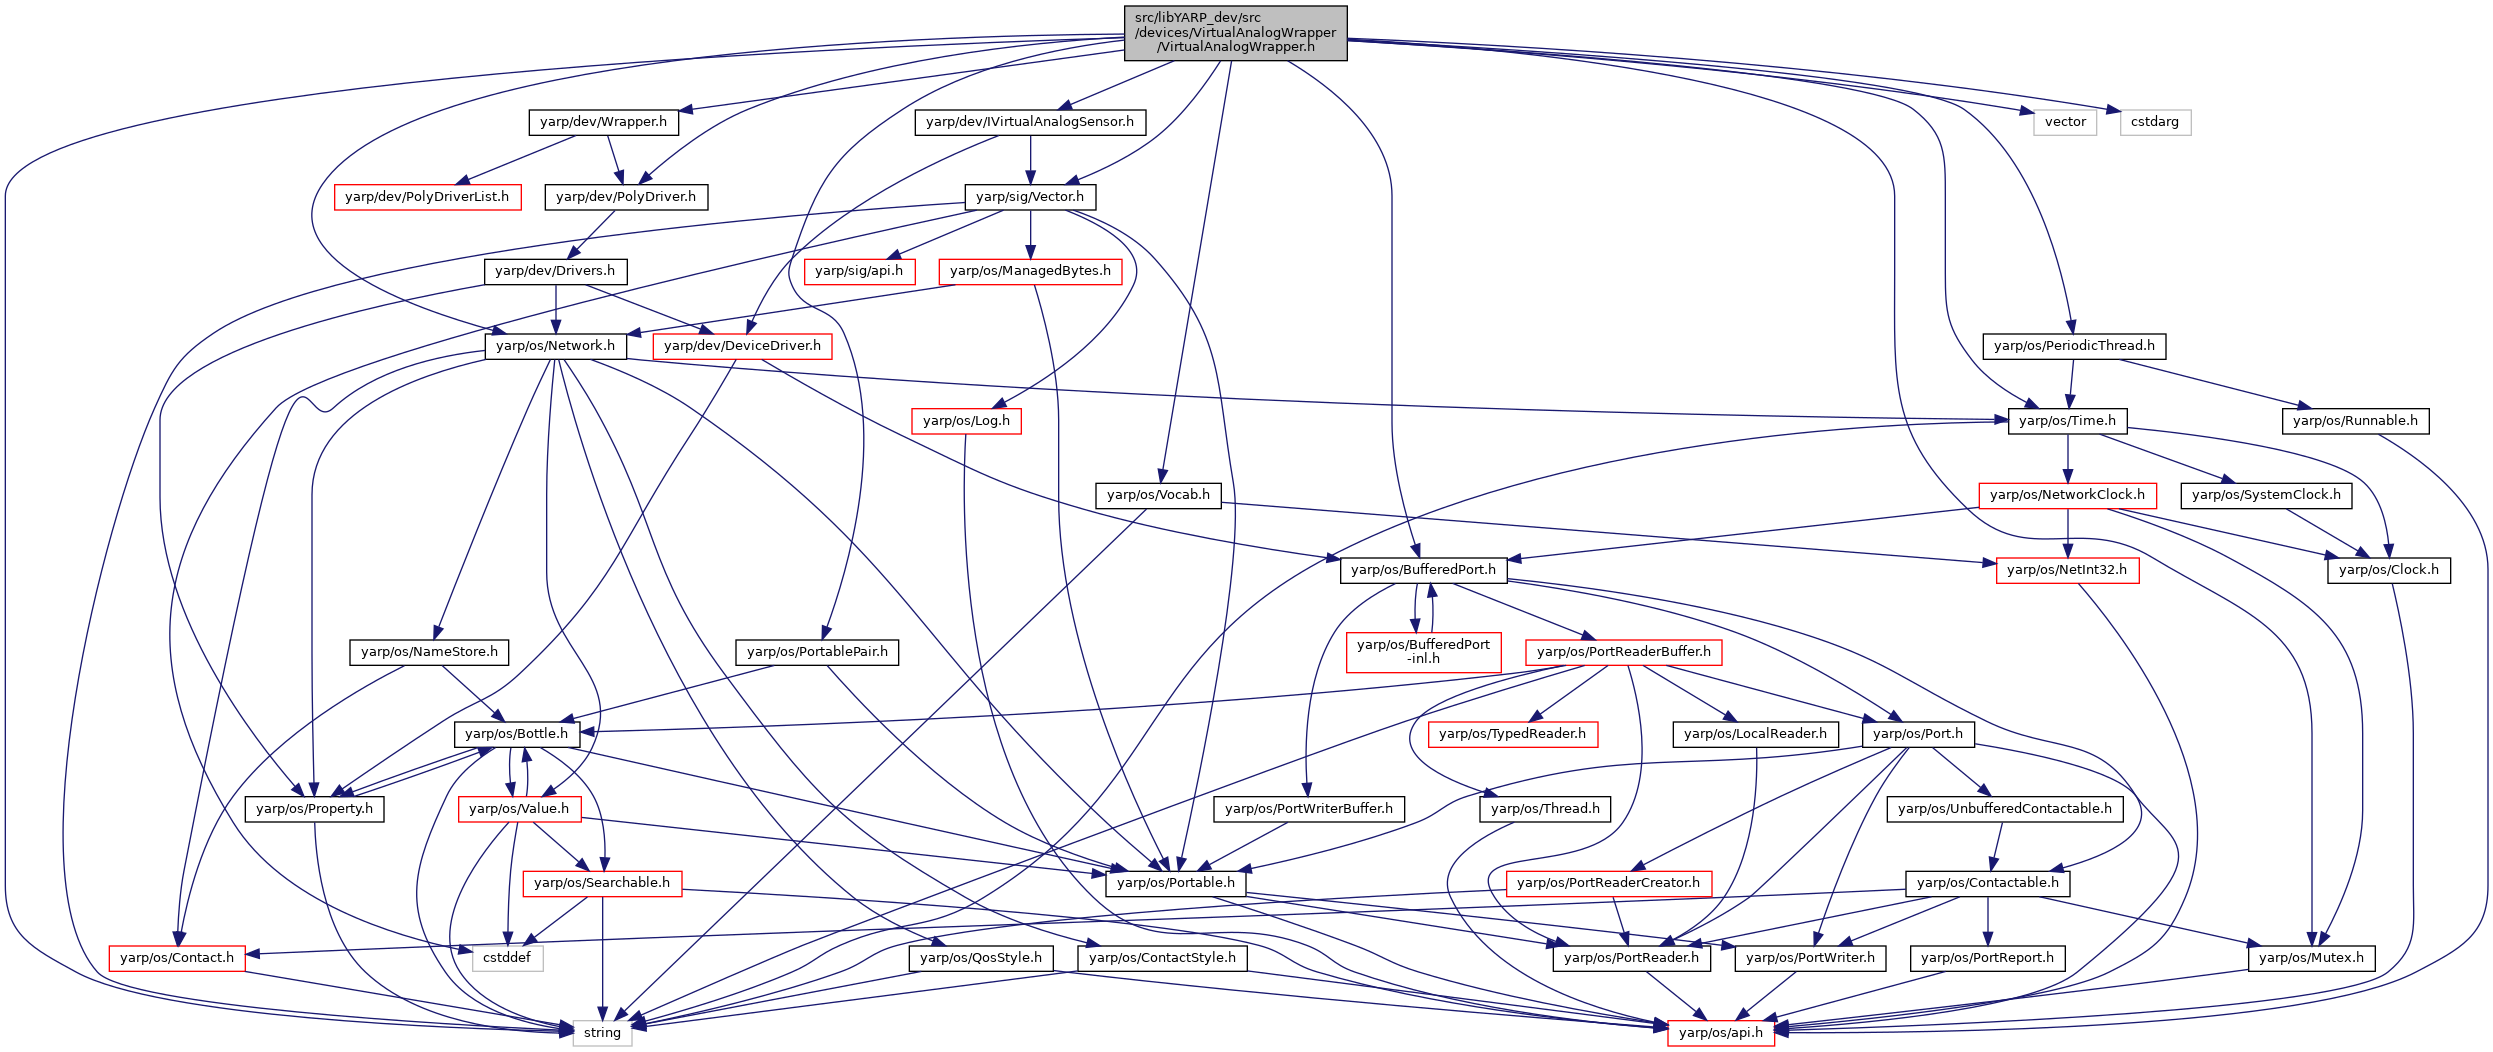 src/libYARP_dev/src
/devices/VirtualAnalogWrapper
/VirtualAnalogWrapper.h
yarp/dev/Wrapper.h
yarp/dev/IVirtualAnalogSensor.h
vector
cstdarg
yarp/dev/PolyDriverList.h
yarp/dev/PolyDriver.h
yarp/sig/Vector.h
yarp/dev/Drivers.h
yarp/sig/api.h
yarp/os/ManagedBytes.h
yarp/os/Network.h
yarp/dev/DeviceDriver.h
yarp/os/PeriodicThread.h
yarp/os/Log.h
yarp/os/Time.h
yarp/os/Runnable.h
yarp/os/Vocab.h
yarp/os/NetworkClock.h
yarp/os/SystemClock.h
yarp/os/BufferedPort.h
yarp/os/NetInt32.h
yarp/os/Clock.h
yarp/os/NameStore.h
yarp/os/PortablePair.h
yarp/os/BufferedPort
-inl.h
yarp/os/PortReaderBuffer.h
yarp/os/Bottle.h
yarp/os/TypedReader.h
yarp/os/LocalReader.h
yarp/os/Port.h
yarp/os/Property.h
yarp/os/Value.h
yarp/os/PortWriterBuffer.h
yarp/os/Thread.h
yarp/os/UnbufferedContactable.h
yarp/os/Searchable.h
yarp/os/Portable.h
yarp/os/PortReaderCreator.h
yarp/os/Contactable.h
yarp/os/Contact.h
cstddef
yarp/os/QosStyle.h
yarp/os/ContactStyle.h
yarp/os/PortReader.h
yarp/os/PortWriter.h
yarp/os/PortReport.h
yarp/os/Mutex.h
string
yarp/os/api.h